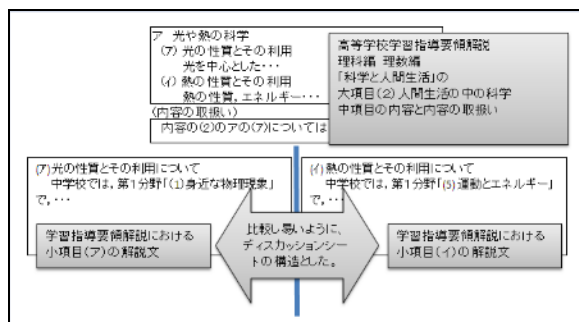 ア 光や熱の科学
(ア) 光の性質とその利用
光を中心とした・・・
(イ) 熱の性質とその利用
熱の性質，エネルギー・・・
(内容の取扱い)
内容の(2)のアの(ア)については
高等学校学習指導要領解説
理科編 理数編
「科学と人間生活」の
大項目(2) 人間生活の中の科学
中項目の内容と内容の取扱い
(ア) 光の性質とその利用について
中学校では，第1分野「(1)身近な物理現象」
で，・・・
学習指導要領解説における
小項目(ア)の解説文
比較し易いように、
ディスカッションシー
トの構造とした。
(イ) 熱の性質とその利用について
中学校では，第1分野「(5)運動とエネルギー」
で，・・・
学習指導要領解説における
小項目(イ)の解説文